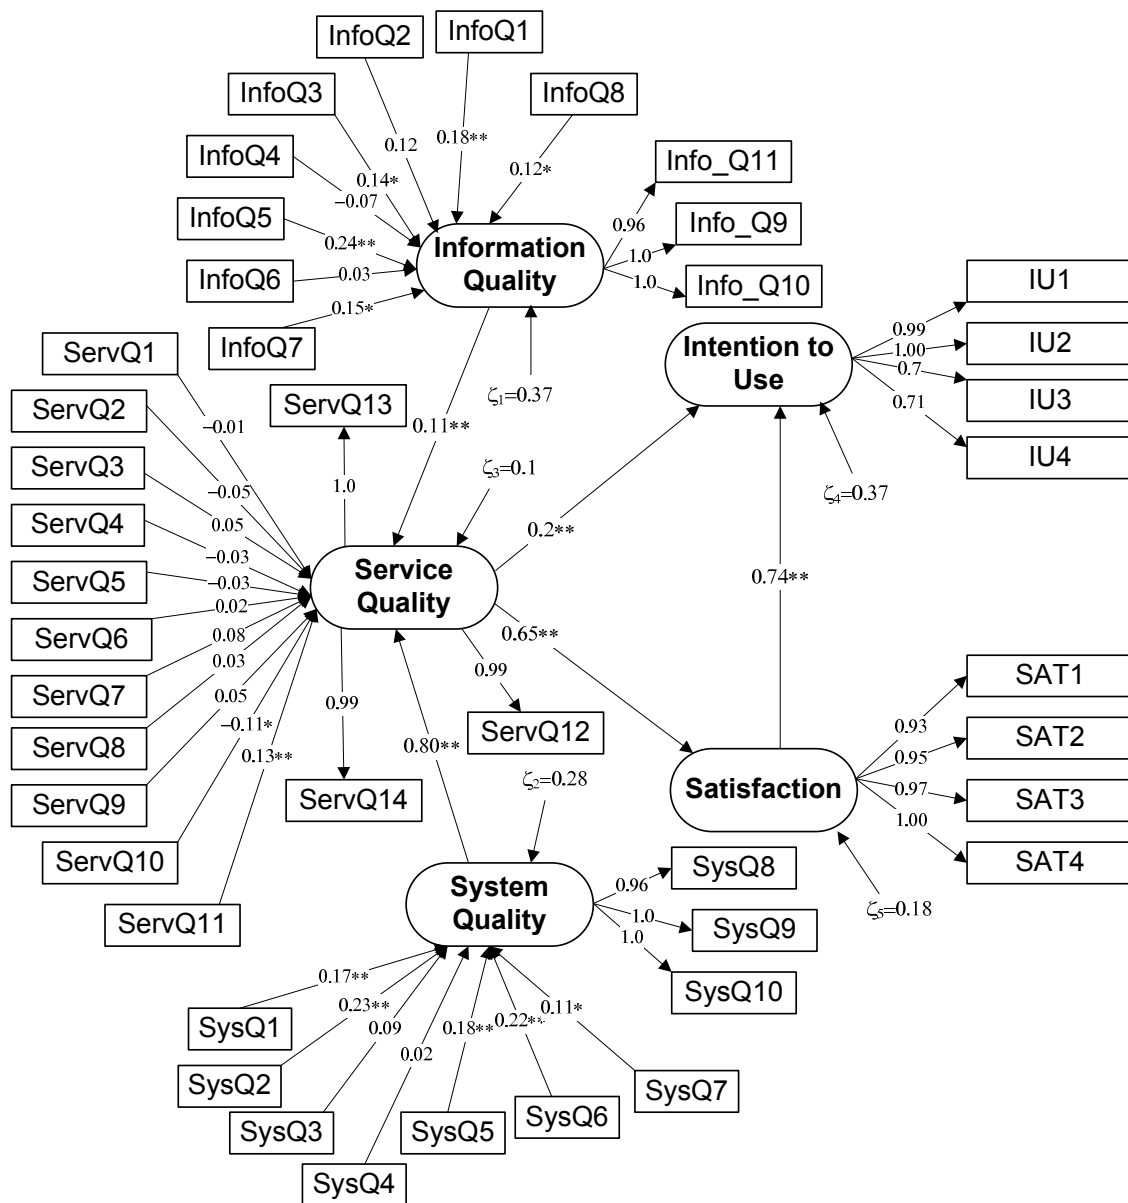 InfoQ1
InfoQ2
InfoQ3
InfoQ8
InfoQ4
InfoQ5
InfoQ6
InfoQ7
0.18**
0.12
0.14*
0.12*
−0.07
0.24**
0.03
0.15*
Information
Quality
Info_Q11
Info_Q9
Info_Q10
0.96
1.0
1.0
ζ1=0.37
0.11**
Intention to
Use
IU1
IU2
IU3
IU4
0.99
1.00
0.7
0.71
ζ4=0.37
ServQ1
ServQ2
ServQ3
ServQ4
ServQ5
ServQ6
ServQ7
ServQ8
ServQ9
ServQ10
ServQ11
−0.01
−0.05
0.05
−0.03
−0.03
0.02
0.08
0.03
0.05
−0.11*
0.13**
ServQ13
1.0
ζ3=0.1
Service
Quality
0.2**
0.65**
0.74**
0.99
ServQ12
0.99
ServQ14
0.80**
ζ2=0.28
Satisfaction
SAT1
SAT2
SAT3
SAT4
0.93
0.95
0.97
1.00
ζ5=0.18
System
Quality
SysQ8
SysQ9
SysQ10
0.96
1.0
1.0
0.17**
0.23**
0.09
0.02
0.18**
0.22**
0.11*
SysQ1
SysQ2
SysQ3
SysQ4
SysQ5
SysQ6
SysQ7